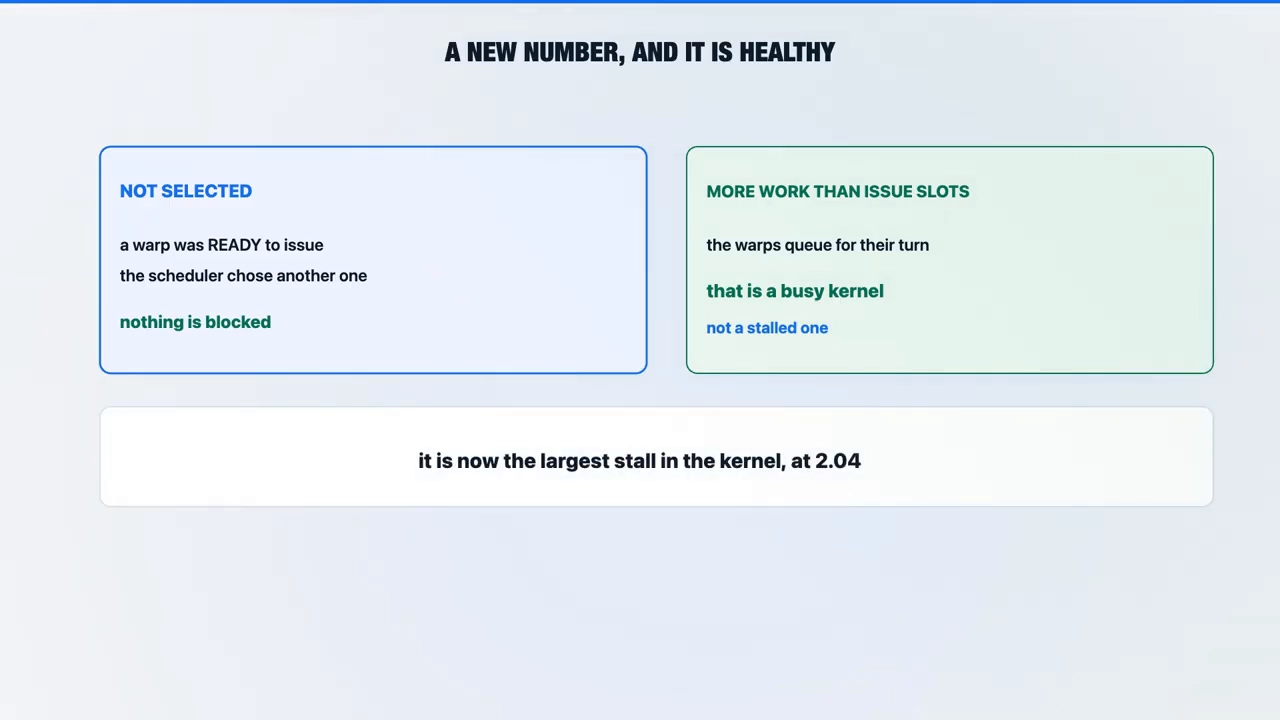 A NEW NUMBER, AND IT IS HEALTHY
NOT SELECTED
a warp was READY to issue
the scheduler chose another one
nothing is blocked
MORE WORK THAN ISSUE SLOTS
the warps queue for their turn
that is a busy kernel
not a stalled one
it is now the largest stall in the kernel, at 2.04